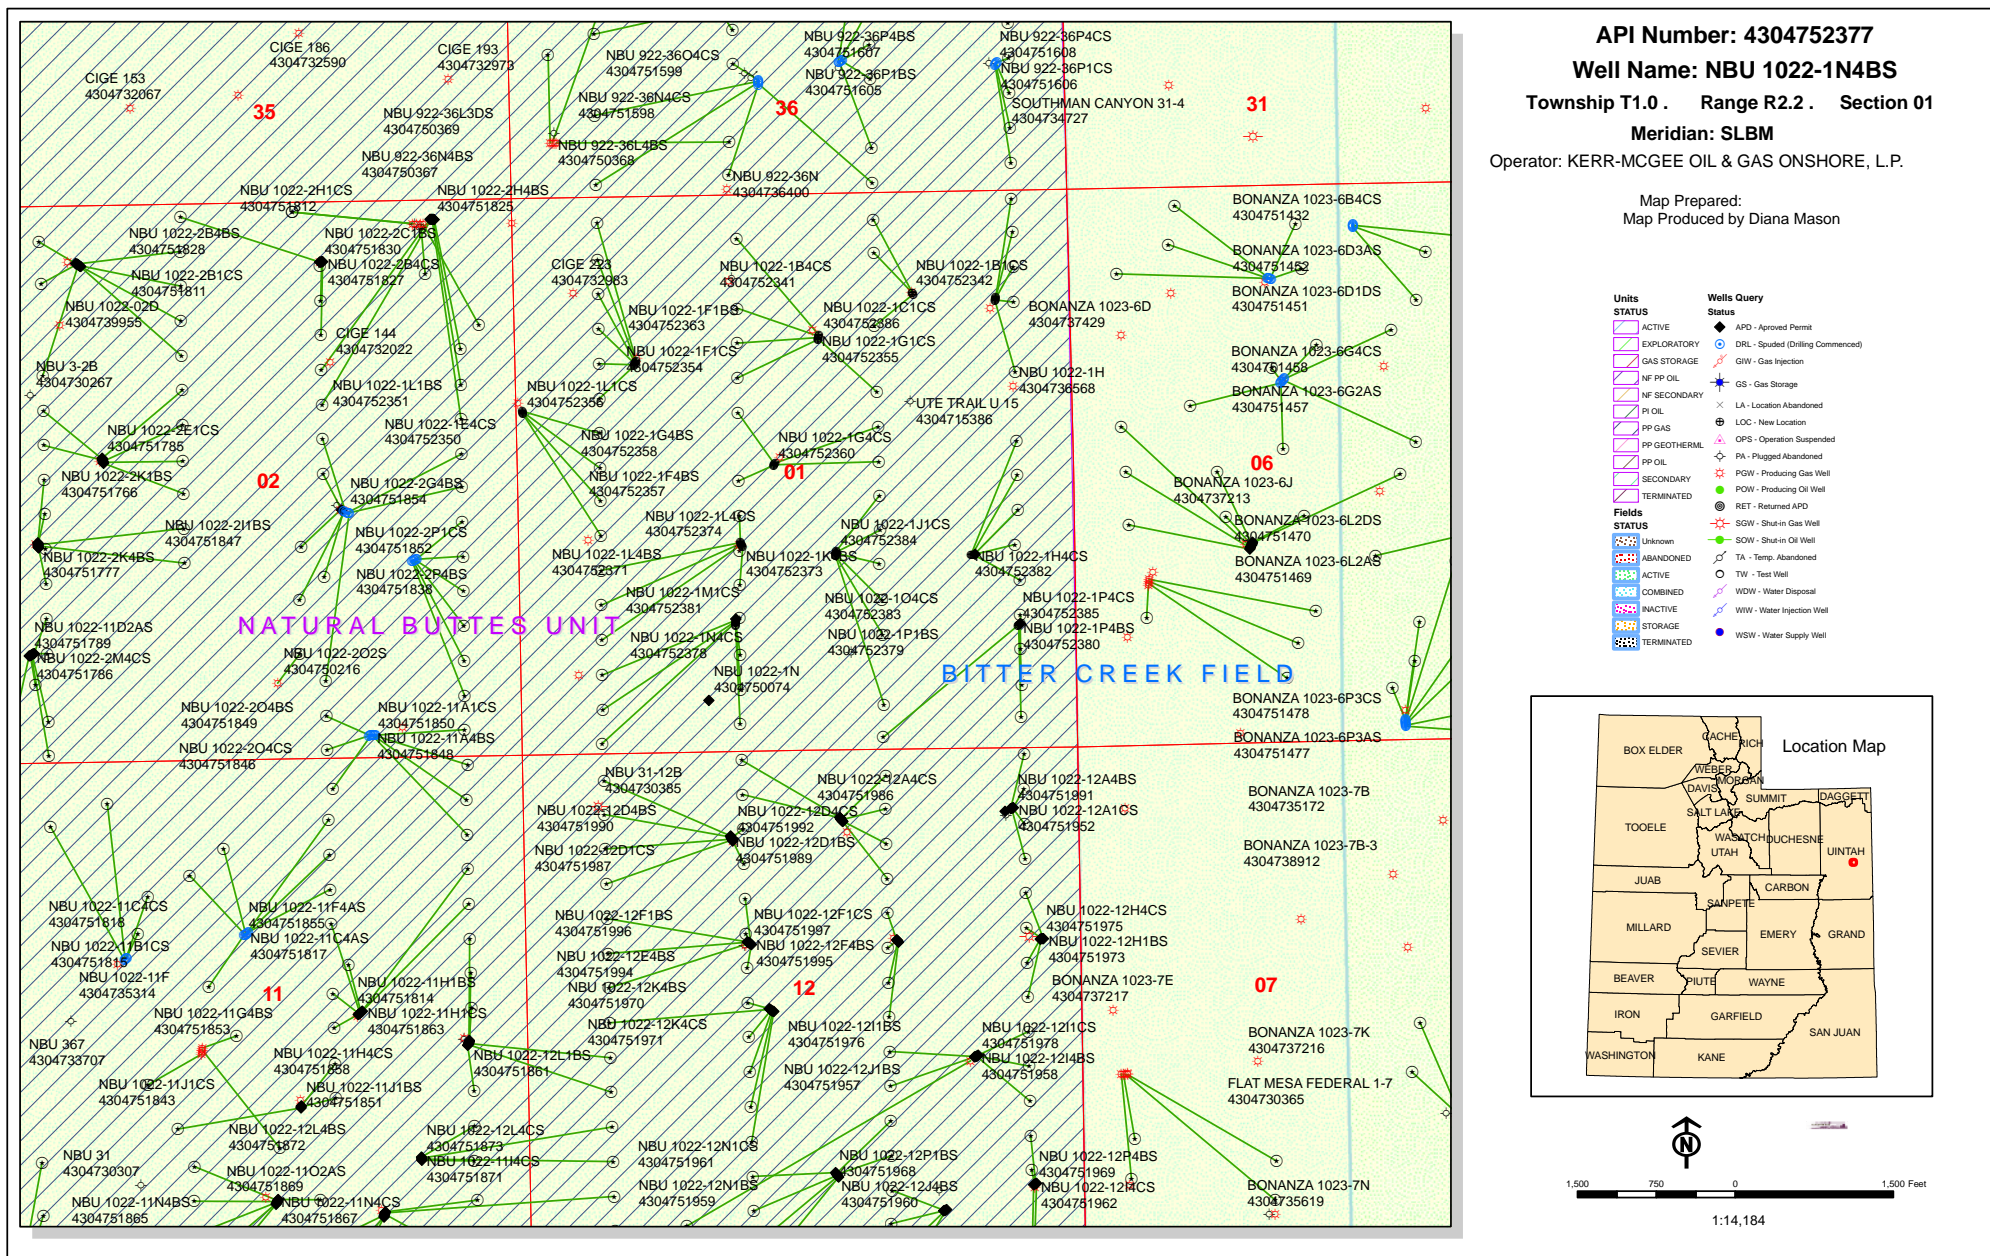 API Number: 4304752377
Well Name: NBU 1022-1N4BS
Township T1.0 . Range R2.2 . Section 01
Meridian: SLBM
Operator: KERR-MCGEE OIL & GAS ONSHORE, L.P.
Map Prepared:
Map Produced by Diana Mason
CIGE 153
4304732067
CIGE 186
4304732590
CIGE 193
4304732973
NBU 922-36O4CS
4304751599
NBU 922-36P4BS
4304751607
NBU 922-36P1BS
4304751605
NBU 922-36P4CS
4304751608
NBU 922-36P1CS
4304751606
SOUTHMAN CANYON 31-4
4304734727
35
36
31
NBU 922-36L3DS
4304750369
NBU 922-36N4CS
4304751598
NBU 922-36L4BS
4304750368
NBU 922-36N4BS
4304750367
NBU 922-36N
4304736400
NBU 1022-2H1CS
4304751812
NBU 1022-2H4BS
4304751825
NBU 1022-2B4BS
4304751828
NBU 1022-2C1BS
4304751830
NBU 1022-2B4CS
4304751827
NBU 1022-2B1CS
4304751811
NBU 1022-02D
4304739955
CIGE 144
4304732022
CIGE 223
4304732983
NBU 1022-1B4CS
4304752341
NBU 1022-1B1CS
4304752342
NBU 1022-1F1BS
4304752363
NBU 1022-1F1CS
4304752354
NBU 1022-1C1CS
4304752386
NBU 1022-1G1CS
4304752355
BONANZA 1023-6D
4304737429
BONANZA 1023-6B4CS
4304751432
BONANZA 1023-6D3AS
4304751452
BONANZA 1023-6D1DS
4304751451
BONANZA 1023-6G4CS
4304751458
BONANZA 1023-6G2AS
4304751457
NBU 3-2B
4304730267
NBU 1022-1L1BS
4304752351
NBU 1022-1L1CS
4304752356
NBU 1022-1H
4304736568
UTE TRAIL U 15
4304715386
NBU 1022-2E1CS
4304751785
NBU 1022-1E4CS
4304752350
NBU 1022-1G4BS
4304752358
NBU 1022-1G4CS
4304752360
NBU 1022-2K1BS
4304751766
02
NBU 1022-2G4BS
4304751854
NBU 1022-1F4BS
4304752357
01
06
BONANZA 1023-6J
4304737213
NBU 1022-2I1BS
4304751847
NBU 1022-2P1CS
4304751852
NBU 1022-1L4CS
4304752374
NBU 1022-1J1CS
4304752384
BONANZA 1023-6L2DS
4304751470
NBU 1022-2K4BS
4304751777
NBU 1022-2P4BS
4304751838
NBU 1022-1L4BS
4304752371
4304752373
NBU 1022-1H4CS
4304752382
BONANZA 1023-6L2AS
4304751469
NBU 1022-1M1CS
4304752381
NBU 1022-1O4CS
4304752383
NBU 1022-1P4CS
4304752385
NATURAL BUTTES UNIT
NBU 1022-11D2AS
4304751789
NBU 1022-2M4CS
4304751786
NBU 1022-2O2S
4304750216
NBU 1022-1N4CS
4304752378
NBU 1022-1P1BS
4304752379
NBU 1022-1P4BS
4304752380
NBU 1022-1N
4304750074
BITTER CREEK FIELD
NBU 1022-2O4BS
4304751849
NBU 1022-11A1CS
4304751850
NBU 1022-11A4BS
4304751848
NBU 1022-2O4CS
4304751846
BONANZA 1023-6P3CS
4304751478
BONANZA 1023-6P3AS
4304751477
NBU 31-12B
4304730385
NBU 1022-12A4CS
4304751986
NBU 1022-12A4BS
4304751991
NBU 1022-12A1CS
4304751952
BONANZA 1023-7B
4304735172
NBU 1022-12D4BS
4304751990
NBU 1022-12D4CS
4304751992
NBU 1022-12D1BS
4304751989
NBU 1022-12D1CS
4304751987
BONANZA 1023-7B-3
4304738912
NBU 1022-11C4CS
4304751818
NBU 1022-11F4AS
4304751855
NBU 1022-11C4AS
4304751817
NBU 1022-11B1CS
4304751815
NBU 1022-11F
4304735314
NBU 1022-12F1BS
4304751996
NBU 1022-12F1CS
4304751997
NBU 1022-12F4BS
4304751995
NBU 1022-12E4BS
4304751994
NBU 1022-12H4CS
4304751975
NBU 1022-12H1BS
4304751973
11
NBU 1022-11H1BS
4304751814
NBU 1022-11H1CS
4304751863
NBU 1022-12K4BS
4304751970
12
BONANZA 1023-7E
4304737217
07
NBU 1022-11G4BS
4304751853
NBU 1022-12K4CS
4304751971
NBU 1022-12I1BS
4304751976
NBU 1022-12I1CS
4304751978
BONANZA 1023-7K
4304737216
NBU 367
4304733707
NBU 1022-11H4CS
4304751858
NBU 1022-12L1BS
4304751861
NBU 1022-12J1BS
4304751957
NBU 1022-12I4BS
4304751958
NBU 1022-11J1CS
4304751843
NBU 1022-11J1BS
4304751851
FLAT MESA FEDERAL 1-7
4304730365
NBU 1022-12L4BS
4304751872
NBU 1022-12L4CS
4304751873
NBU 1022-11I4CS
4304751871
NBU 1022-12N1CS
4304751961
NBU 1022-12P1BS
4304751968
NBU 1022-12P4BS
4304751969
NBU 31
4304730307
NBU 1022-11O2AS
4304751869
NBU 1022-12N1BS
4304751959
NBU 1022-12J4BS
4304751960
NBU 1022-12I4CS
4304751962
BONANZA 1023-7N
4304735619
NBU 1022-11N4BS
4304751865
NBU 1022-11N4CS
4304751867
Units
STATUS
ACTIVE
EXPLORATORY
GAS STORAGE
NF PP OIL
NF SECONDARY
PI OIL
PP GAS
PP GEOTHERML
PP OIL
SECONDARY
TERMINATED
Fields
STATUS
Unknown
ABANDONED
ACTIVE
COMBINED
INACTIVE
STORAGE
TERMINATED
Wells Query
Status
APD - Aproved Permit
DRL - Spuded (Drilling Commenced)
GIW - Gas Injection
GS - Gas Storage
LA - Location Abandoned
LOC - New Location
OPS - Operation Suspended
PA - Plugged Abandoned
PGW - Producing Gas Well
POW - Producing Oil Well
RET - Returned APD
SGW - Shut-in Gas Well
SOW - Shut-in Oil Well
TA - Temp. Abandoned
TW - Test Well
WDW - Water Disposal
WIW - Water Injection Well
WSW - Water Supply Well
Location Map
BOX ELDER
CACHE
RICH
WEBER
MORGAN
DAVIS
SUMMIT
DAGGETT
SALT LAKE
TOOELE
WASATCH
DUCHESNE
UTAH
UINTAH
JUAB
CARBON
SANPETE
MILLARD
EMERY
GRAND
SEVIER
BEAVER
PIUTE
WAYNE
IRON
GARFIELD
SAN JUAN
WASHINGTON
KANE
N
1,500 750 0 1,500 Feet
1:14,184